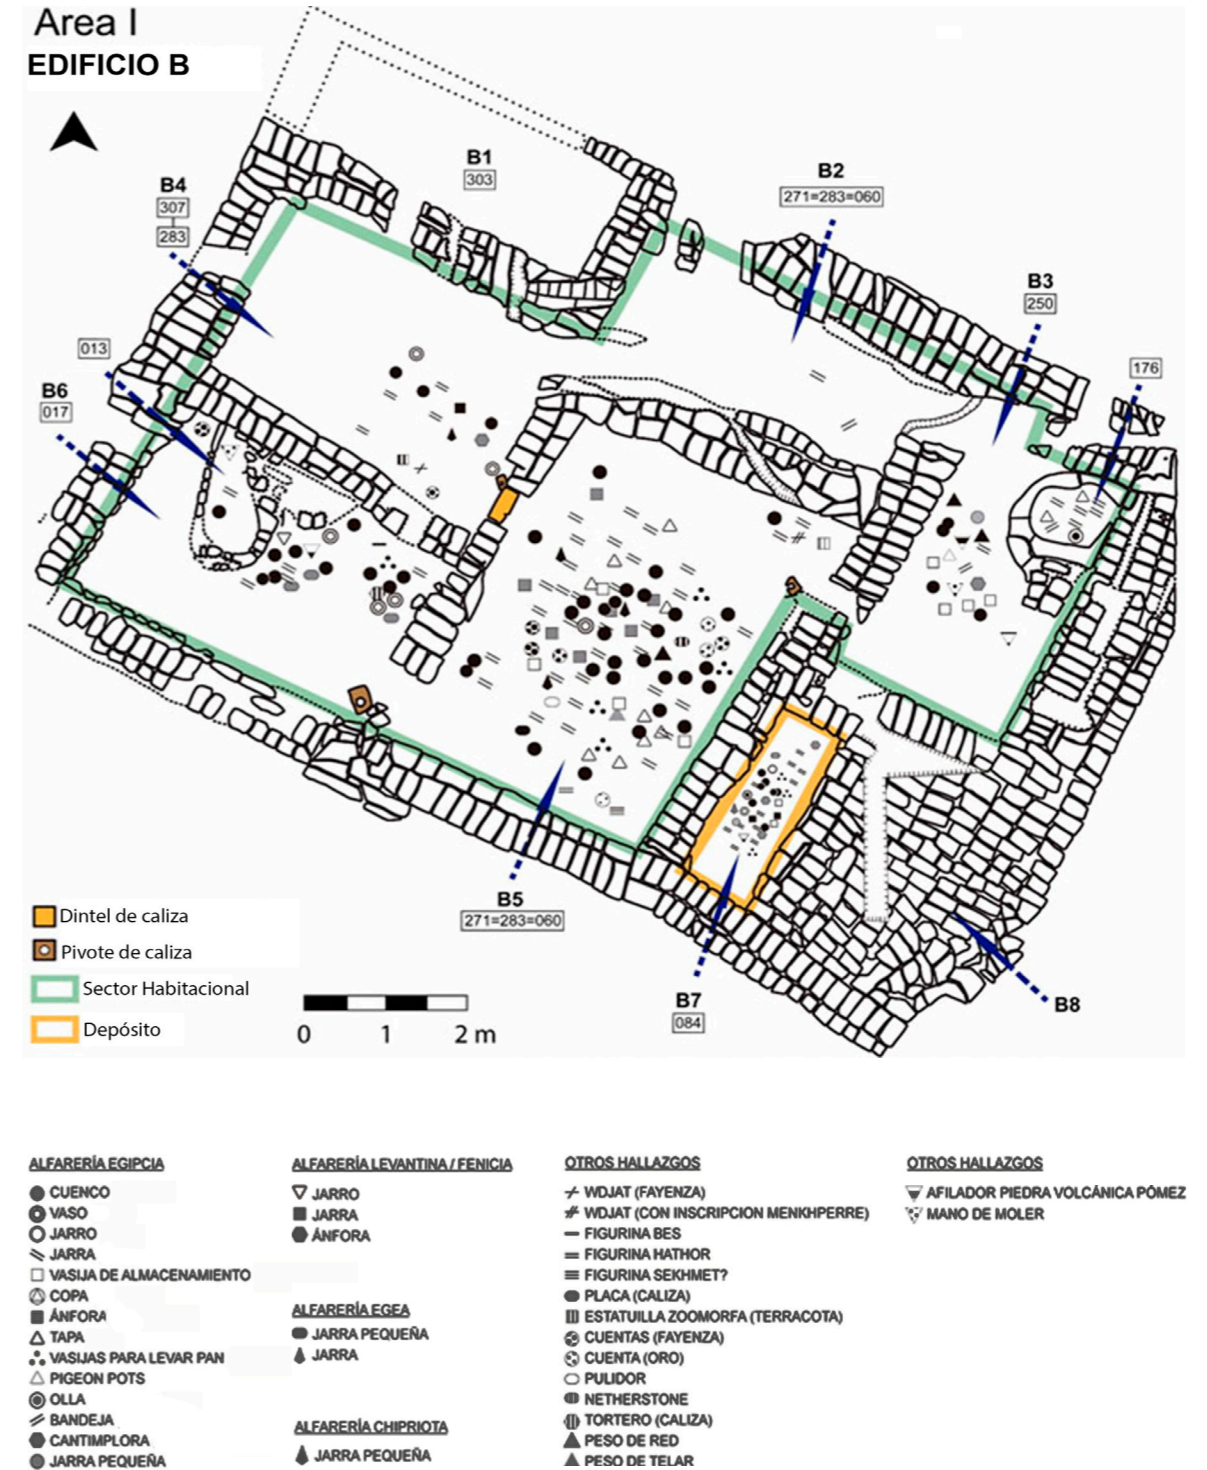 Area I
EDIFICIO B
B1
303
B2
271=283=060
B4
307
283
B3
250
013
176
B6
017
B5
271=283=060
B7
084
B8
Dintel de caliza
Pivote de caliza
Sector Habitacional
Depósito
0 1 2 m
ALFARERÍA EGIPCIA
CUENCO
VASO
JARRO
JARRA
VASIJA DE ALMACENAMIENTO
COPA
ÁNFORA
TAPA
VASIJAS PARA LEVAR PAN
PIGEON POTS
OLLA
BANDEJA
CANTIMPLORA
JARRA PEQUEÑA
ALFARERÍA LEVANTINA / FENICIA
JARRO
JARRA
ÁNFORA
ALFARERÍA EGEA
JARRA PEQUEÑA
JARRA
ALFARERÍA CHIPRIOTA
JARRA PEQUEÑA
OTROS HALLAZGOS
WDJAT (FAYENZA)
WDJAT (CON INSCRIPCION MENKHPERRE)
FIGURINA BES
FIGURINA HATHOR
FIGURINA SEKHMET?
PLACA (CALIZA)
ESTATUILLA ZOOMORFA (TERRACOTA)
CUENTAS (FAYENZA)
CUENTA (ORO)
PULIDOR
NETHERSTONE
TORTERO (CALIZA)
PESO DE RED
PESO DE TELAR
OTROS HALLAZGOS
AFILADOR PIEDRA VOLCÁNICA PÓMEZ
MANO DE MOLER